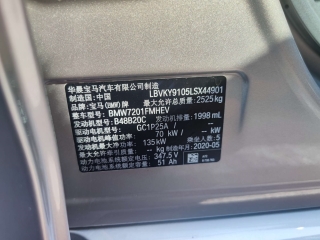 华晨宝马汽车有限公司制造
制造国：中国 LBVKY9105LSX44901
品牌：宝马(BMW)牌 最大允许总质量：2525kg
整车型号：BMW7201FMHEV
发动机型号：B48B20C 发动机排量：1998 mL
驱动电机型号：GC1P25A
驱动电机峰值功率：70 kW
发动机最大净功率：135kW 乘坐人数：5
最大允许 制造年月：2020-05
动力电池系统额定电压：347.5 V
动力电池系统额定容量：51 Ah